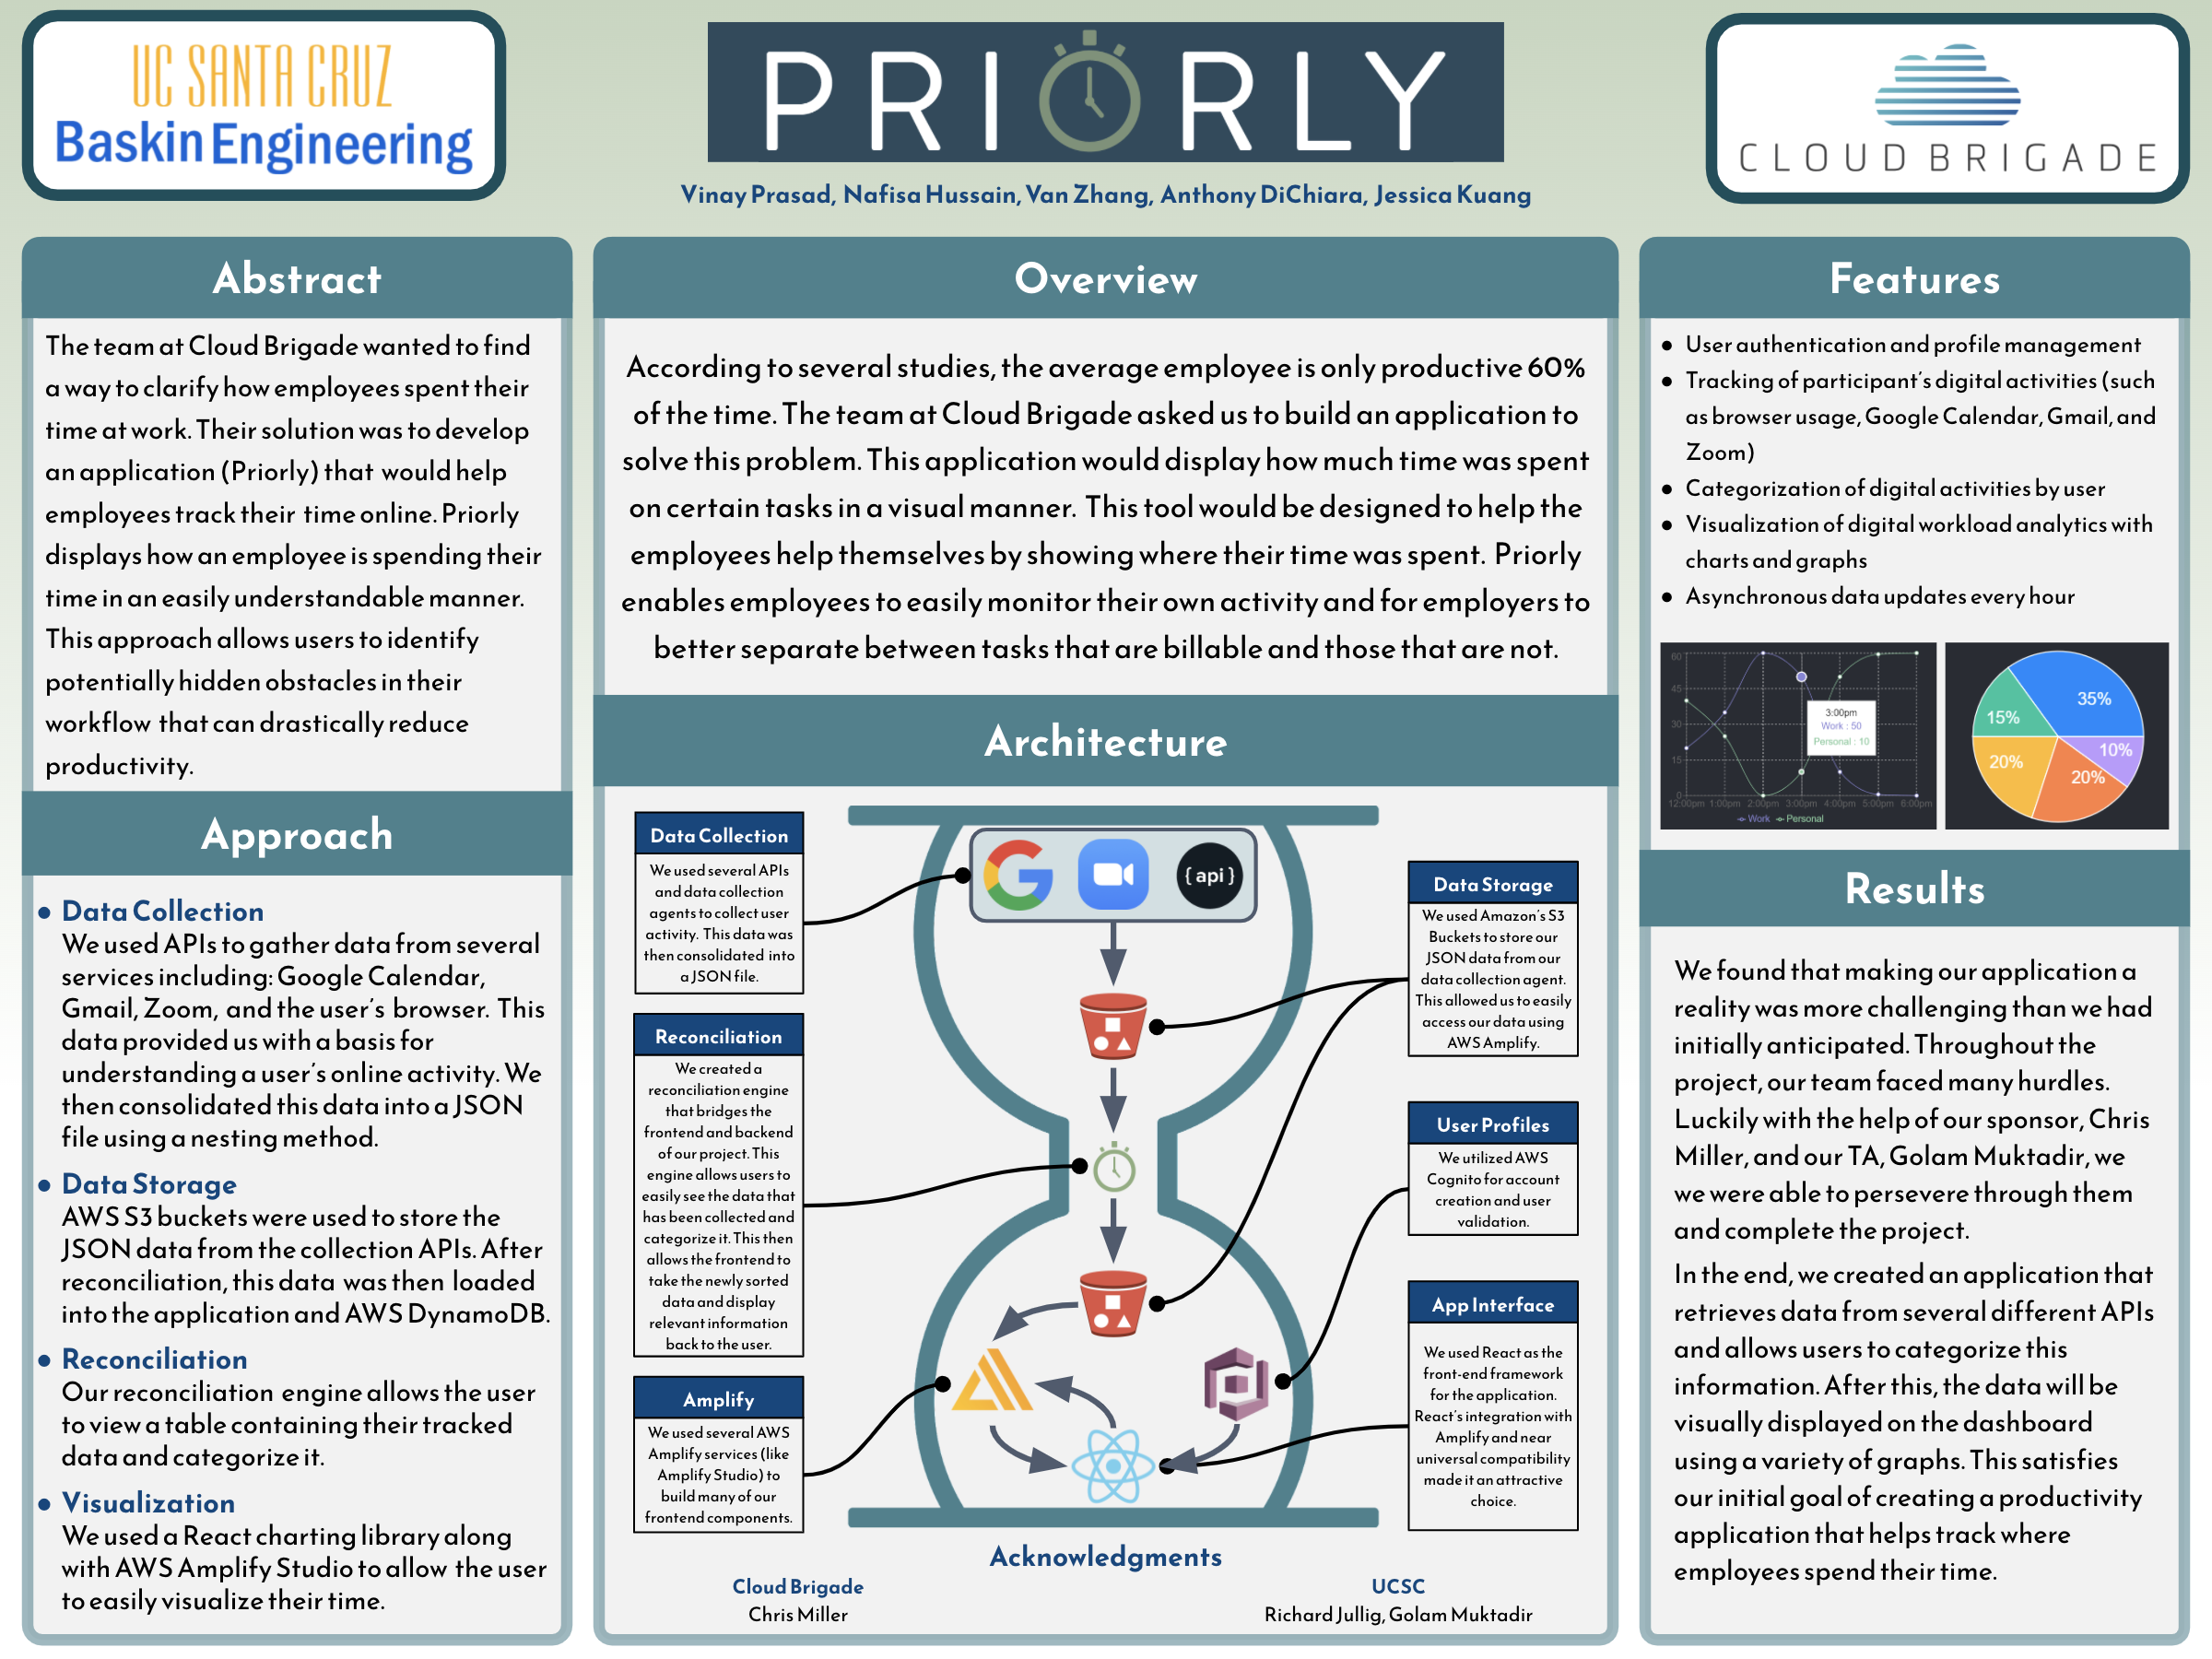 UC SANTA CRUZ
Baskin Engineering
PRIORLY
Vinay Prasad, Nafisa Hussain, Van Zhang, Anthony DiChiara, Jessica Kuang
CLOUD BRIGADE
Abstract
The team at Cloud Brigade wanted to find
a way to clarify how employees spent their
time at work. Their solution was to develop
an application (Priorly) that would help
employees track their time online. Priorly
displays how an employee is spending their
time in an easily understandable manner.
This approach allows users to identify
potentially hidden obstacles in their
workflow that can drastically reduce
productivity.
Approach
● Data Collection
We used APIs to gather data from several
services including: Google Calendar,
Gmail, Zoom, and the user's browser. This
data provided us with a basis for
understanding a user's online activity. We
then consolidated this data into a JSON
file using a nesting method.
● Data Storage
AWS S3 buckets were used to store the
JSON data from the collection APIs. After
reconciliation, this data was then loaded
into the application and AWS DynamoDB.
● Reconciliation
Our reconciliation engine allows the user
to view a table containing their tracked
data and categorize it.
● Visualization
We used a React charting library along
with AWS Amplify Studio to allow the user
to easily visualize their time.
Overview
According to several studies, the average employee is only productive 60%
of the time. The team at Cloud Brigade asked us to build an application to
solve this problem. This application would display how much time was spent
on certain tasks in a visual manner. This tool would be designed to help the
employees help themselves by showing where their time was spent. Priorly
enables employees to easily monitor their own activity and for employers to
better separate between tasks that are billable and those that are not.
Architecture
Data Collection
We used several APIs
and data collection
agents to collect user
activity. This data was
then consolidated into
a JSON file.
Reconciliation
We created a
reconciliation engine
that bridges the
frontend and backend
of our project. This
engine allows users to
easily see the data that
has been collected and
categorize it. This then
allows the frontend to
take the newly sorted
data and display
relevant information
back to the user.
Amplify
We used several AWS
Amplify services (like
Amplify Studio) to
build many of our
frontend components.
{ api }
Data Storage
We used Amazon's S3
Buckets to store our
JSON data from our
data collection agent.
This allowed us to easily
access our data using
AWS Amplify.
User Profiles
We utilized AWS
Cognito for account
creation and user
validation.
App Interface
We used React as the
front-end framework
for the application.
React's integration with
Amplify and near
universal compatibility
made it an attractive
choice.
Acknowledgments
Cloud Brigade
Chris Miller
UCSC
Richard Jullig, Golam Muktadir
Features
● User authentication and profile management
● Tracking of participant's digital activities (such
as browser usage, Google Calendar, Gmail, and
Zoom)
● Categorization of digital activities by user
● Visualization of digital workload analytics with
charts and graphs
● Asynchronous data updates every hour
60
45
30
15
0
12:00pm 1:00pm 2:00pm 3:00pm 4:00pm 5:00pm 6:00pm
3:00pm
Work : 50
Personal : 10
Work Personal
35%
15%
10%
20%
20%
Results
We found that making our application a
reality was more challenging than we had
initially anticipated. Throughout the
project, our team faced many hurdles.
Luckily with the help of our sponsor, Chris
Miller, and our TA, Golam Muktadir, we
we were able to persevere through them
and complete the project.
In the end, we created an application that
retrieves data from several different APIs
and allows users to categorize this
information. After this, the data will be
visually displayed on the dashboard
using a variety of graphs. This satisfies
our initial goal of creating a productivity
application that helps track where
employees spend their time.